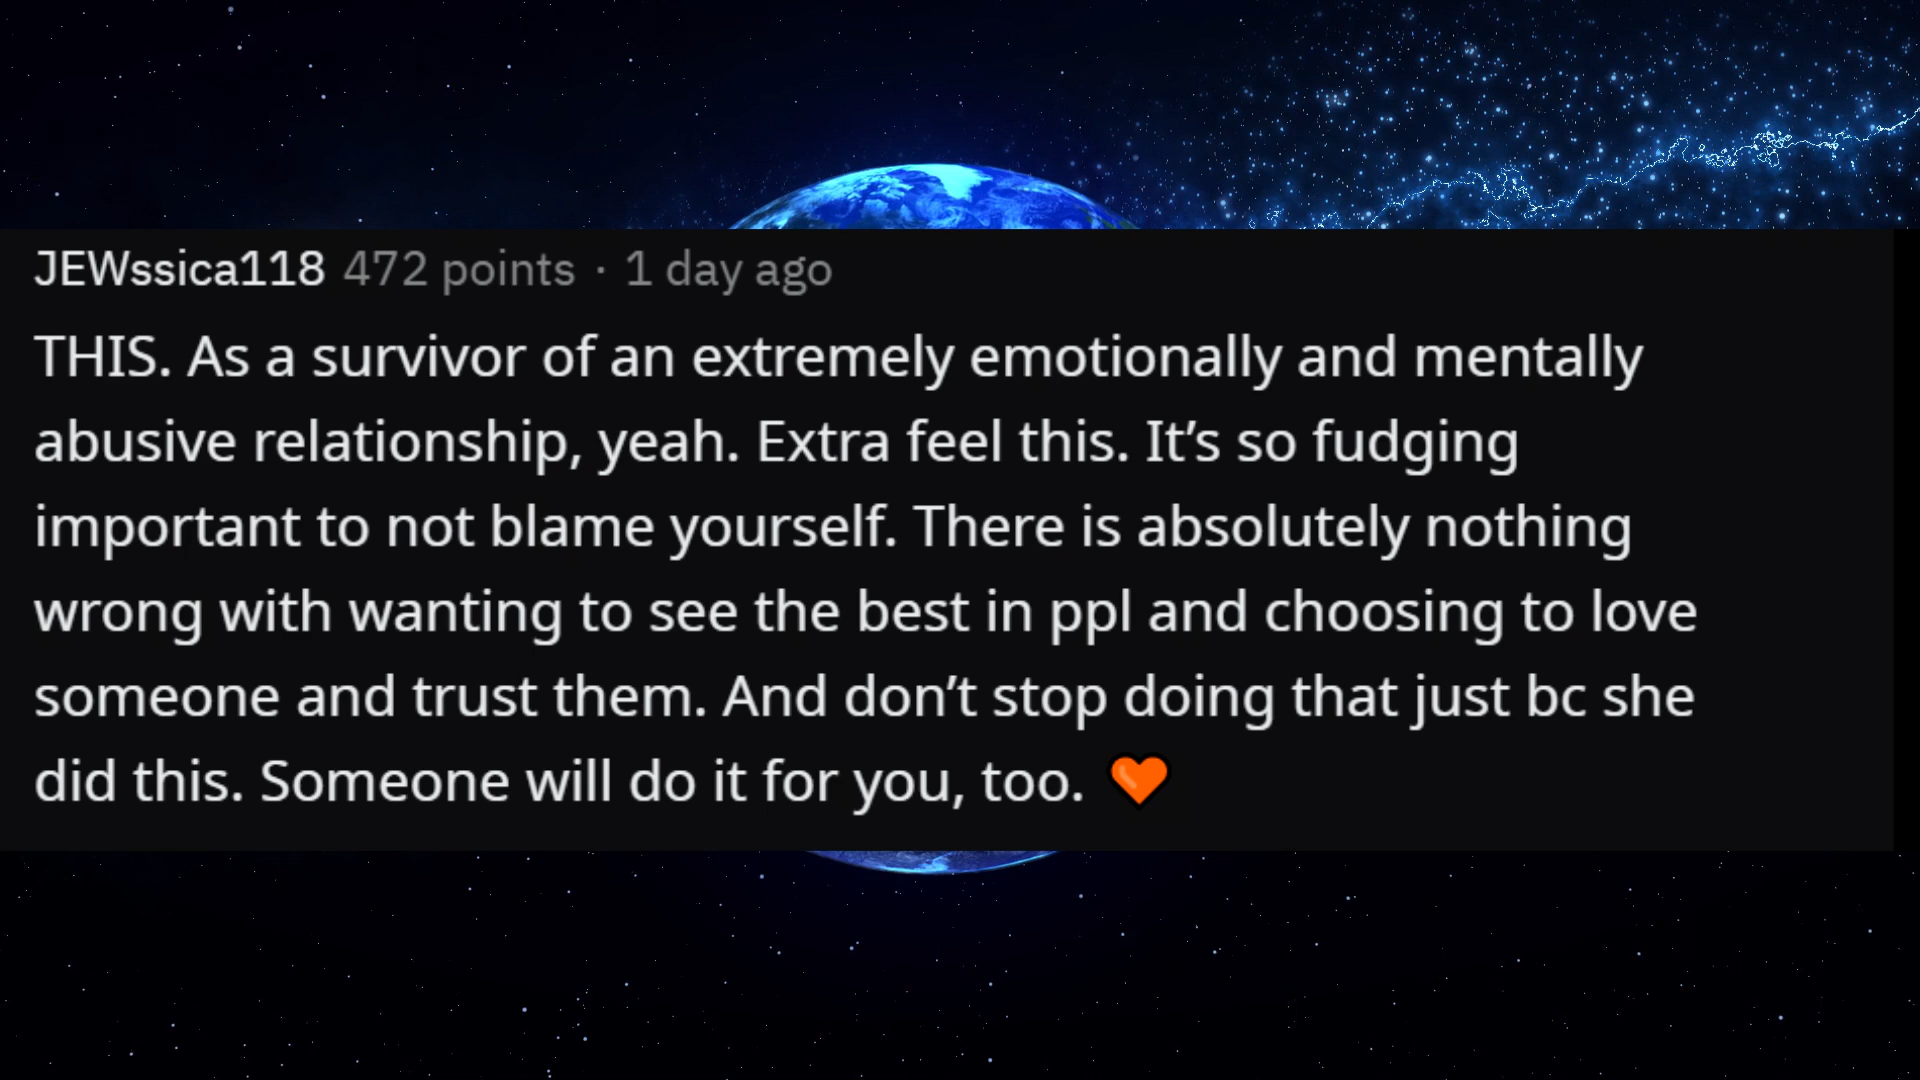 JEWssica118 472 points · 1 day ago
THIS. As a survivor of an extremely emotionally and mentally
abusive relationship, yeah. Extra feel this. It’s so fudging
important to not blame yourself. There is absolutely nothing
wrong with wanting to see the best in ppl and choosing to love
someone and trust them. And don’t stop doing that just bc she
did this. Someone will do it for you, too. 🧡